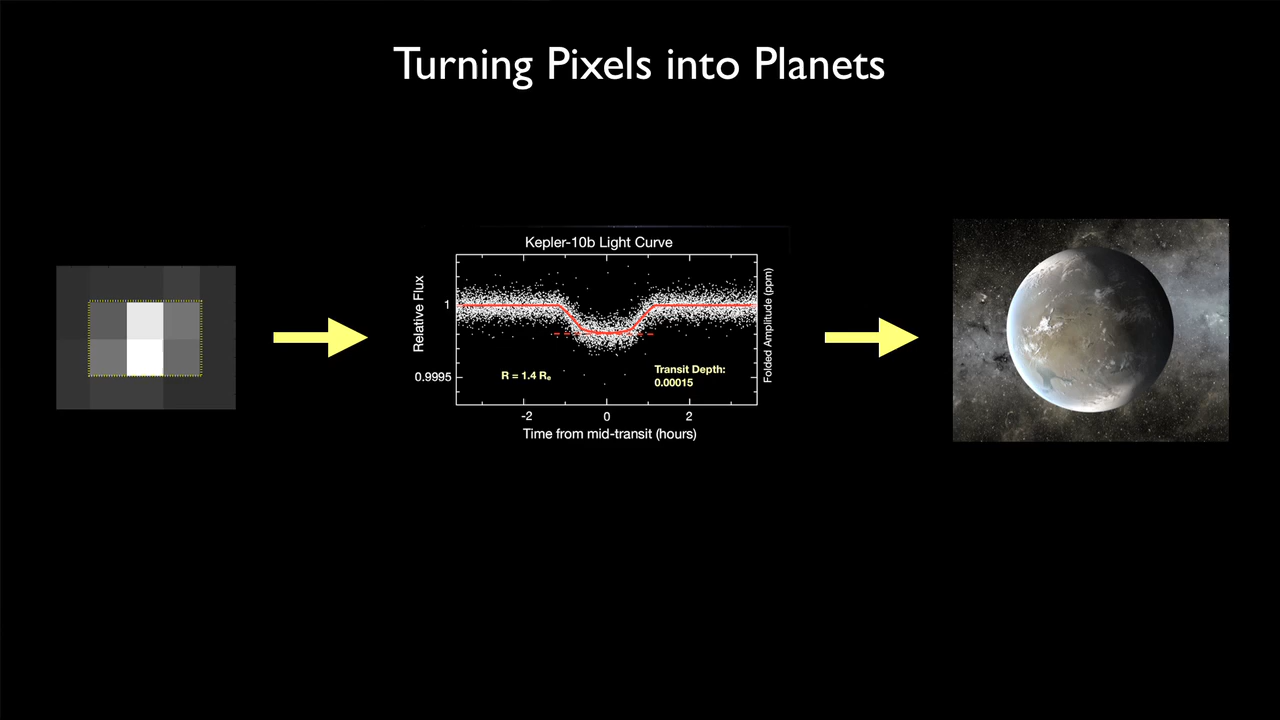 Turning Pixels into Planets
Kepler-10b Light Curve
Relative Flux
1
0.9995
R = 1.4 Re
Transit Depth:
0.00015
Folded Amplitude (ppm)
-2 0 2
Time from mid-transit (hours)